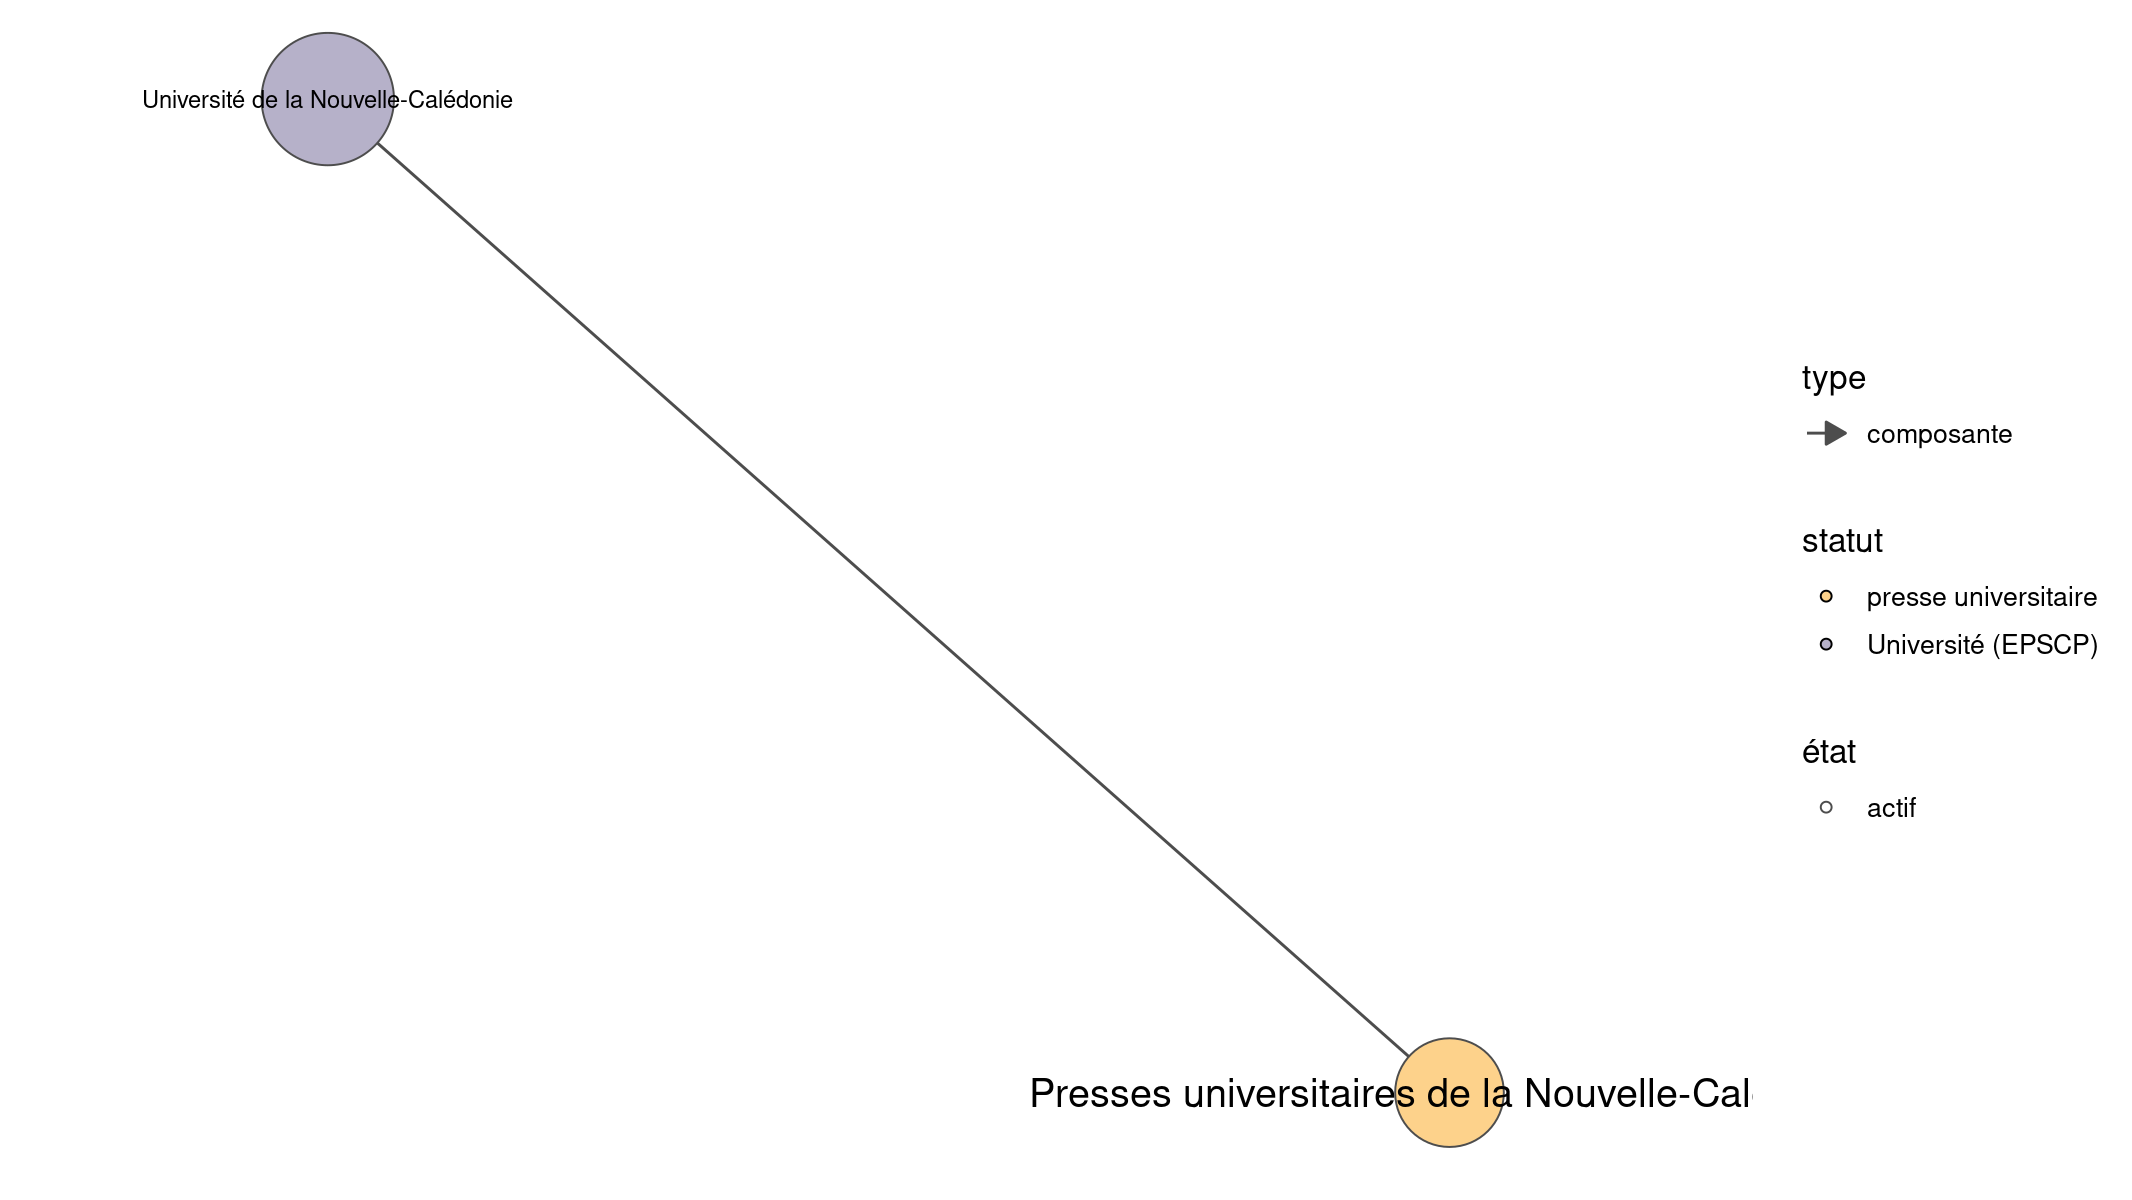 Université de la Nouvelle-Calédonie
type
composante
statut
presse universitaire
Université (EPSCP)
état
actif
Presses universitaires de la Nouvelle-Cal